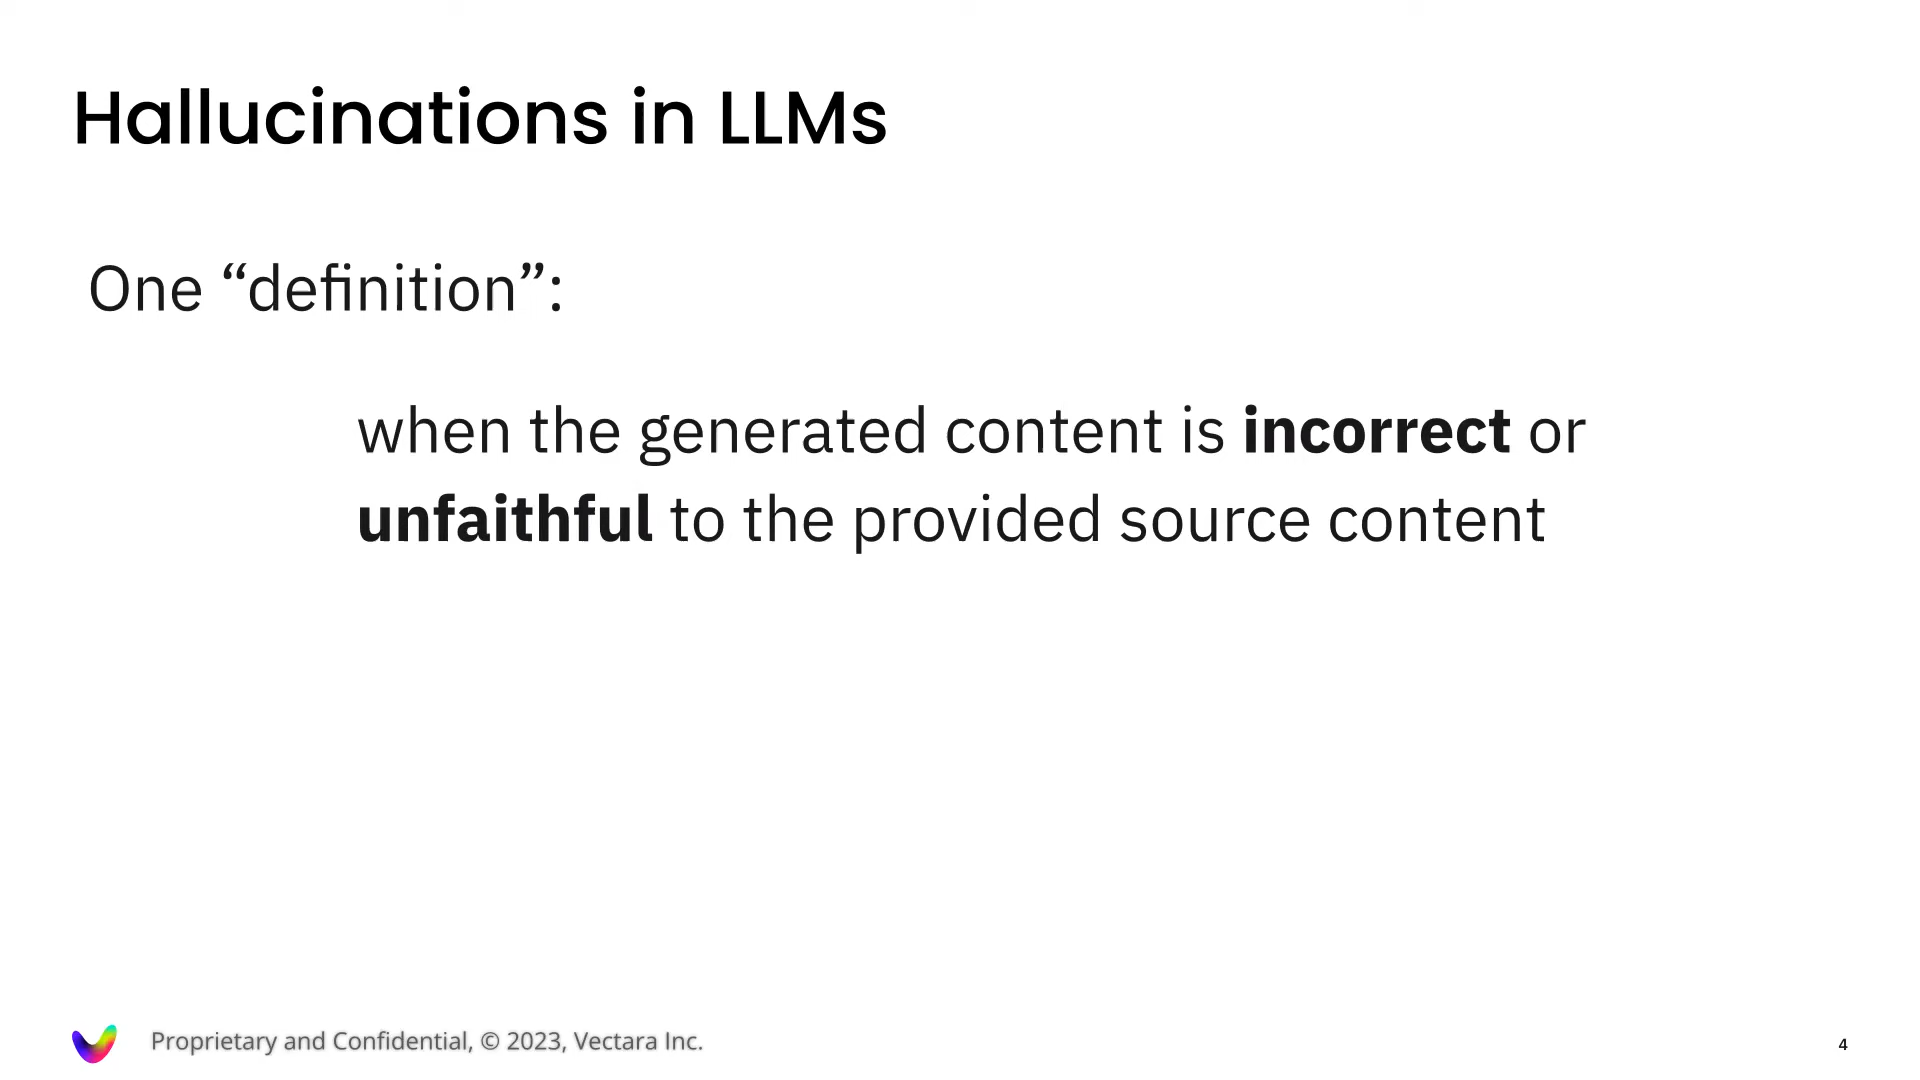 Hallucinations in LLMs
One “definition”:
when the generated content is incorrect or
unfaithful to the provided source content
Proprietary and Confidential, © 2023, Vectara Inc.
4